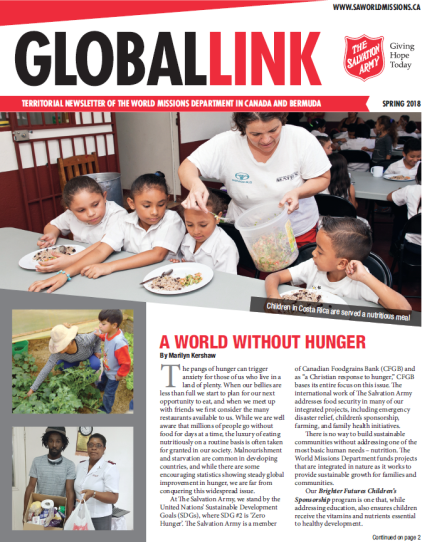 WWW.SAWORLDMISSIONS.CA
GLOBALLINK
THE
SALVATION
ARMY
Giving
Hope
Today
TERRITORIAL NEWSLETTER OF THE WORLD MISSIONS DEPARTMENT IN CANADA AND BERMUDA
SPRING 2018
Children in Costa Rica are served a nutritious meal
A WORLD WITHOUT HUNGER
By Marilyn Kershaw
The pangs of hunger can trigger
anxiety for those of us who live in a
land of plenty. When our bellies are
less than full we start to plan for our next
opportunity to eat, and when we meet up
with friends we first consider the many
restaurants available to us. While we are well
aware that millions of people go without
food for days at a time, the luxury of eating
nutritiously on a routine basis is often taken
for granted in our society. Malnourishment
and starvation are common in developing
countries, and while there are some
encouraging statistics showing steady global
improvement in hunger, we are far from
conquering this widespread issue.
At The Salvation Army, we stand by the
United Nations' Sustainable Development
Goals (SDGs), where SDG #2 is 'Zero
Hunger'. The Salvation Army is a member
of Canadian Foodgrains Bank (CFGB) and
as "a Christian response to hunger," CFGB
bases its entire focus on this issue. The
international work of The Salvation Army
addresses food security in many of our
integrated projects, including emergency
disaster relief, children's sponsorship,
farming, and family health initiatives.
There is no way to build sustainable
communities without addressing one of the
most basic human needs – nutrition. The
World Missions Department funds projects
that are integrated in nature as it works to
provide sustainable growth for families and
communities.
Our Brighter Futures Children's
Sponsorship program is one that, while
addressing education, also ensures children
receive the vitamins and nutrients essential
to healthy development.
Continued on page 2